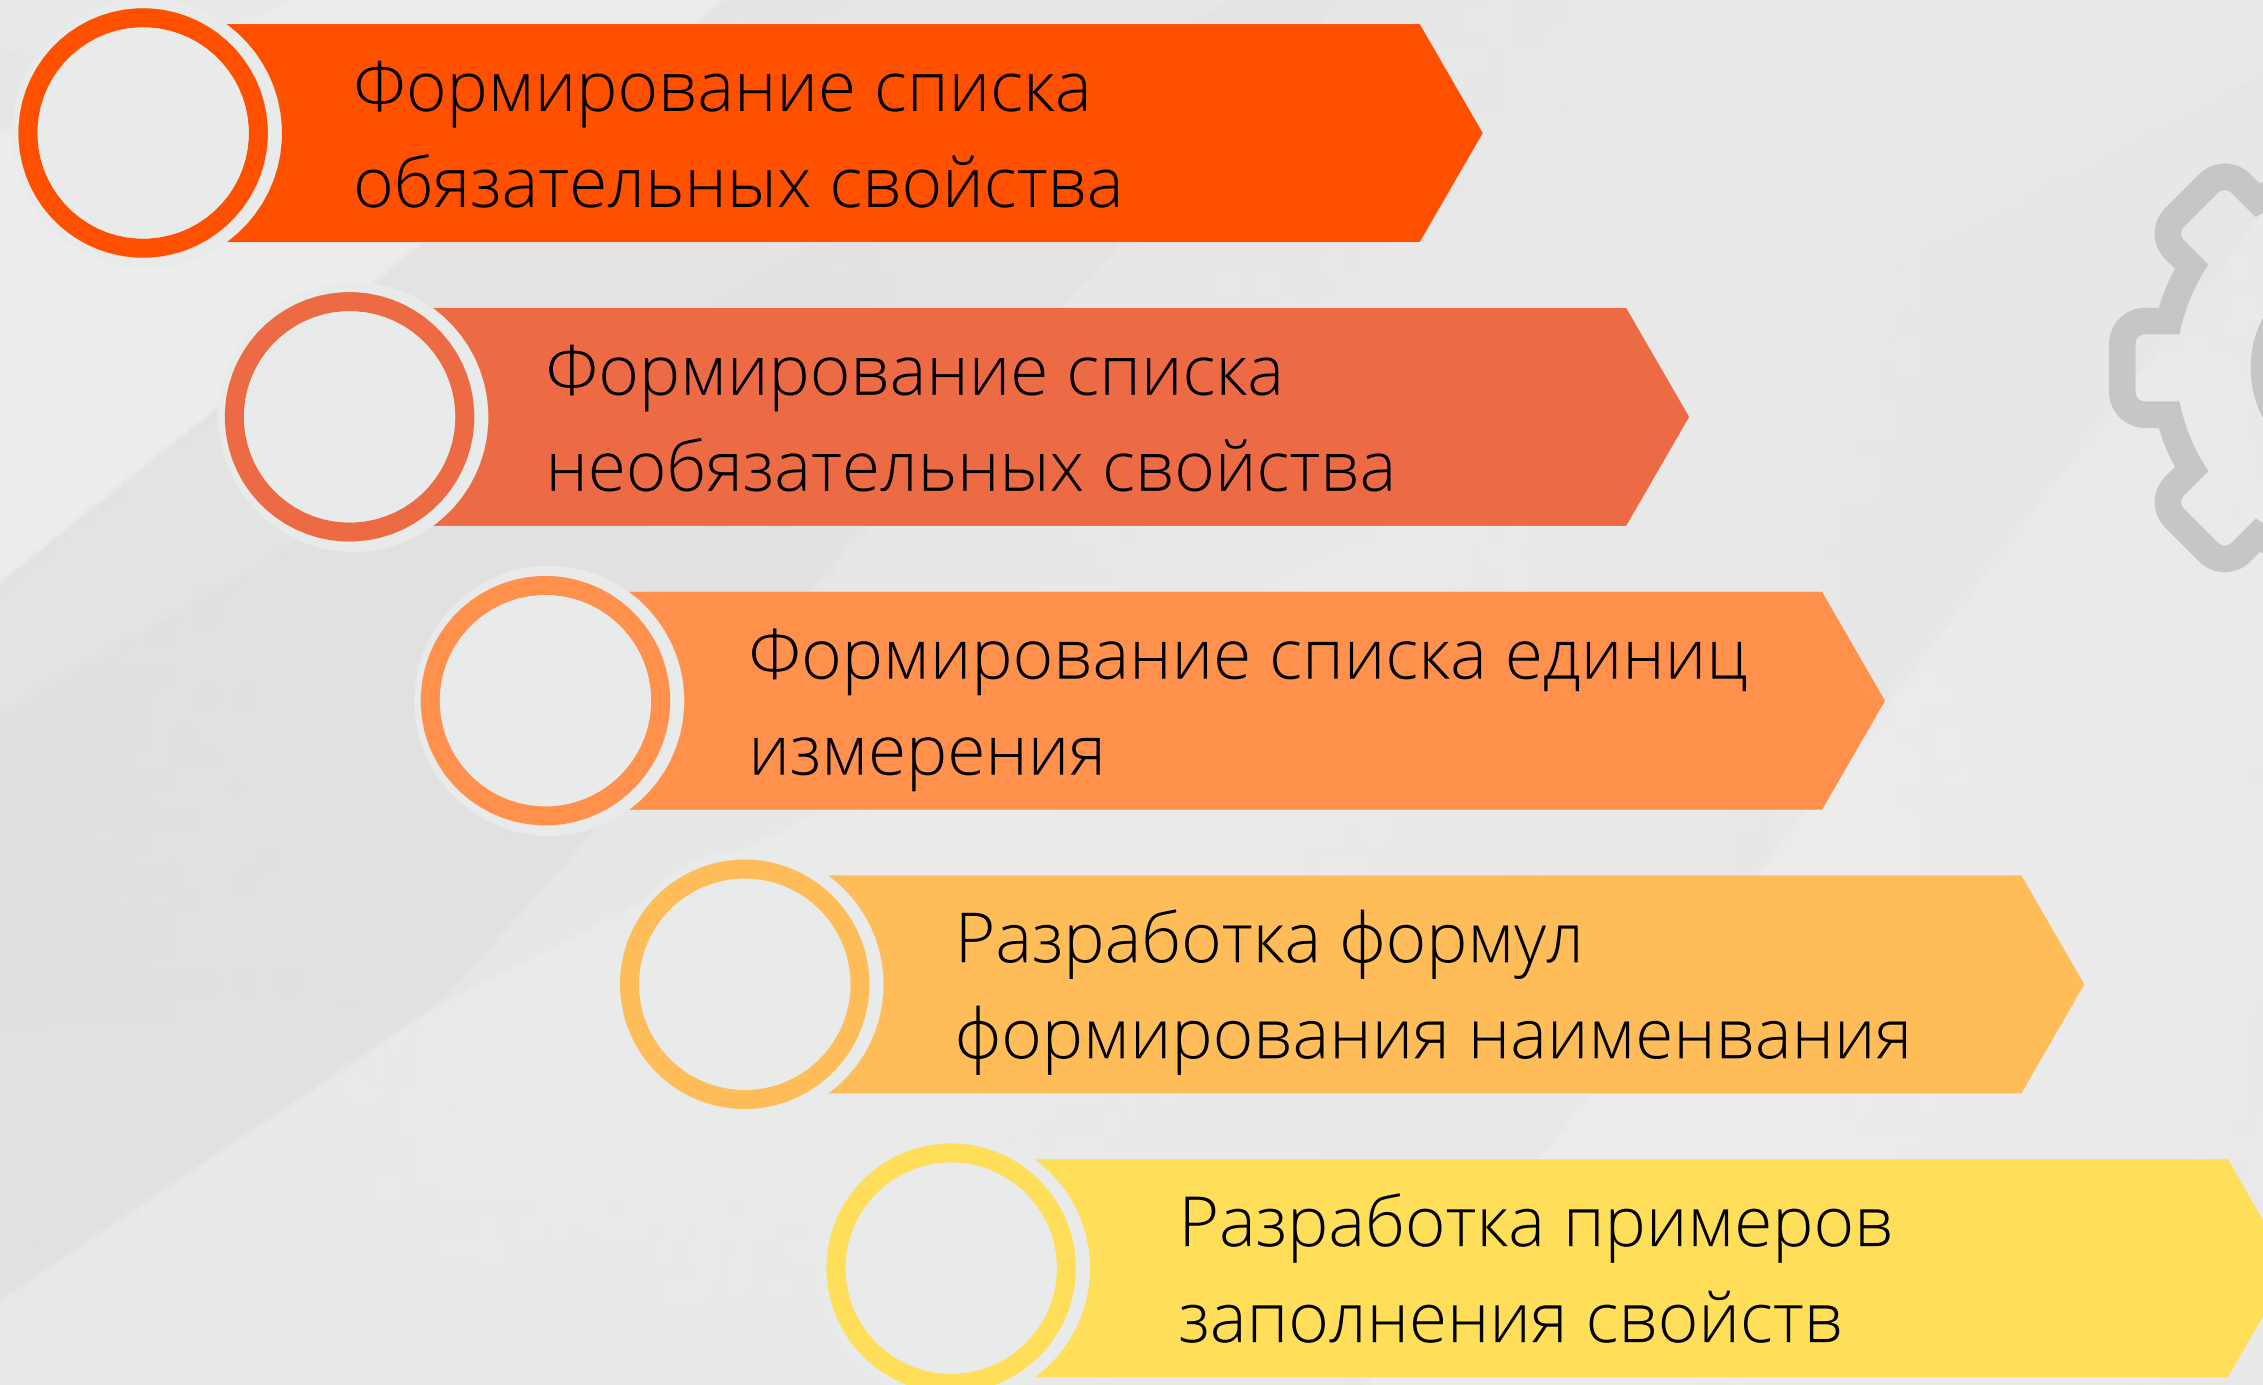 Формирование списка
обязательных свойства
Формирование списка
необязательных свойства
Формирование списка единиц
измерения
Разработка формул
формирования наименвания
Разработка примеров
заполнения свойств